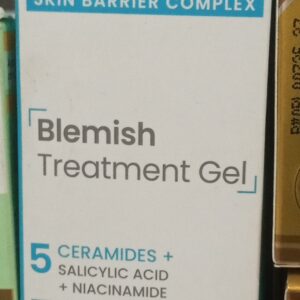 SKIN BARRIER COMPLEX
Blemish
Treatment Gel
5 CERAMIDES +
SALICYLIC ACID
+ NIACINAMIDE